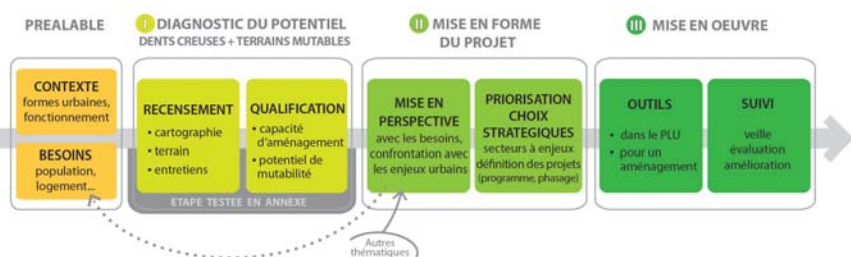 PREALABLE
CONTEXTE
formes urbaines,
fonctionnement
BESOINS
population,
logement...
I DIAGNOSTIC DU POTENTIEL
DENTS CREUSES + TERRAINS MUTABLES
RECENSEMENT
• cartographie
• terrain
• entretiens
QUALIFICATION
• capacité
d'aménagement
• potentiel de
mutabilité
ETAPE TESTEE EN ANNEXE
II MISE EN FORME
DU PROJET
MISE EN
PERSPECTIVE
avec les besoins,
confrontation avec
les enjeux urbains
PRIORISATION
CHOIX
STRATEGIQUES
secteurs à enjeux
définition des projets
(programme, phasage)
Autres
thématiques
III MISE EN OEUVRE
OUTILS
• dans le PLU
• pour un
aménagement
SUIVI
veille
évaluation
amélioration